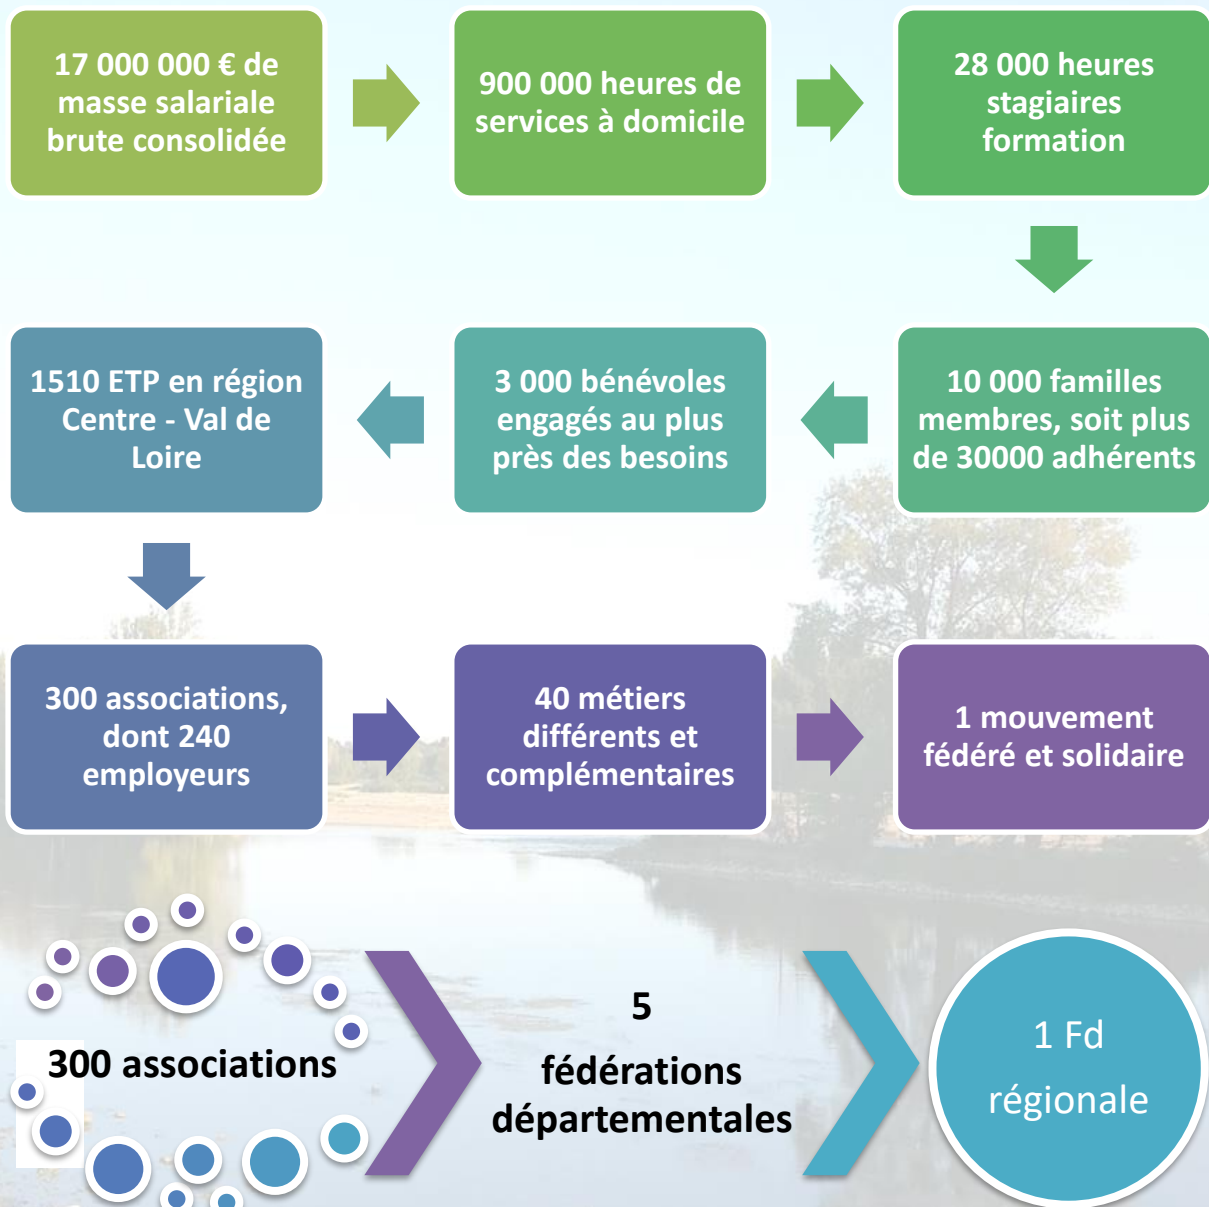 17 000 000 € de
masse salariale
brute consolidée
900 000 heures de
services à domicile
28 000 heures
stagiaires
formation
10 000 familles
membres, soit plus
de 30000 adhérents
3 000 bénévoles
engagés au plus
près des besoins
1510 ETP en région
Centre - Val de
Loire
300 associations,
dont 240
employeurs
40 métiers
différents et
complémentaires
1 mouvement
fédéré et solidaire
300 associations
5
fédérations
départementales
1 Fd
régionale